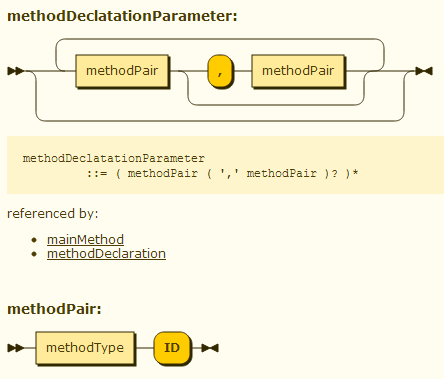 methodDeclatationParameter:
methodPair , methodPair
methodDeclatationParameter
::= ( methodPair ( ',' methodPair )? )*
referenced by:
mainMethod
methodDeclaration
methodPair:
methodType ID